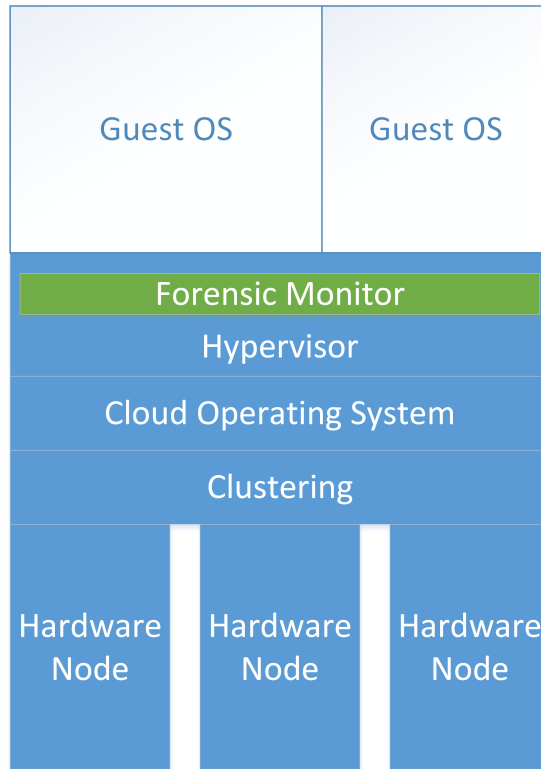 Guest OS Guest OS
Forensic Monitor
Hypervisor
Cloud Operating System
Clustering
Hardware Hardware Hardware
Node Node Node